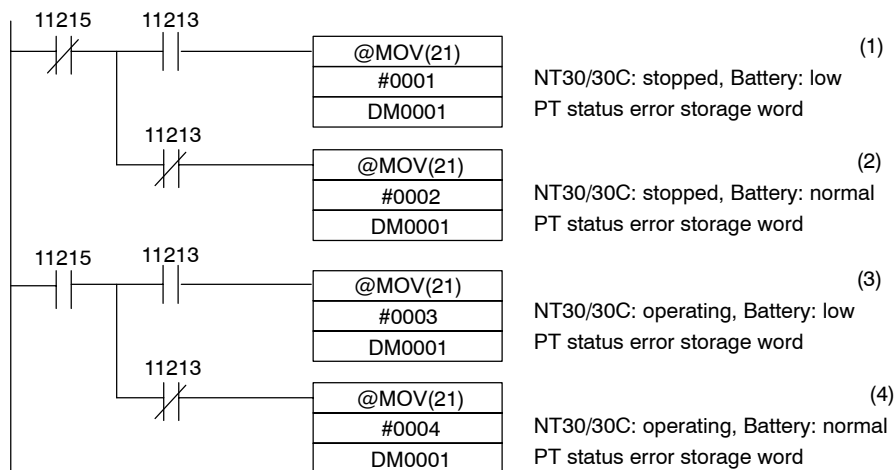 11215 11213
@MOV(21) (1)
#0001 NT30/30C: stopped, Battery: low
DM0001 PT status error storage word
11213
@MOV(21) (2)
#0002 NT30/30C: stopped, Battery: normal
DM0001 PT status error storage word
11215 11213
@MOV(21) (3)
#0003 NT30/30C: operating, Battery: low
DM0001 PT status error storage word
11213
@MOV(21) (4)
#0004 NT30/30C: operating, Battery: normal
DM0001 PT status error storage word